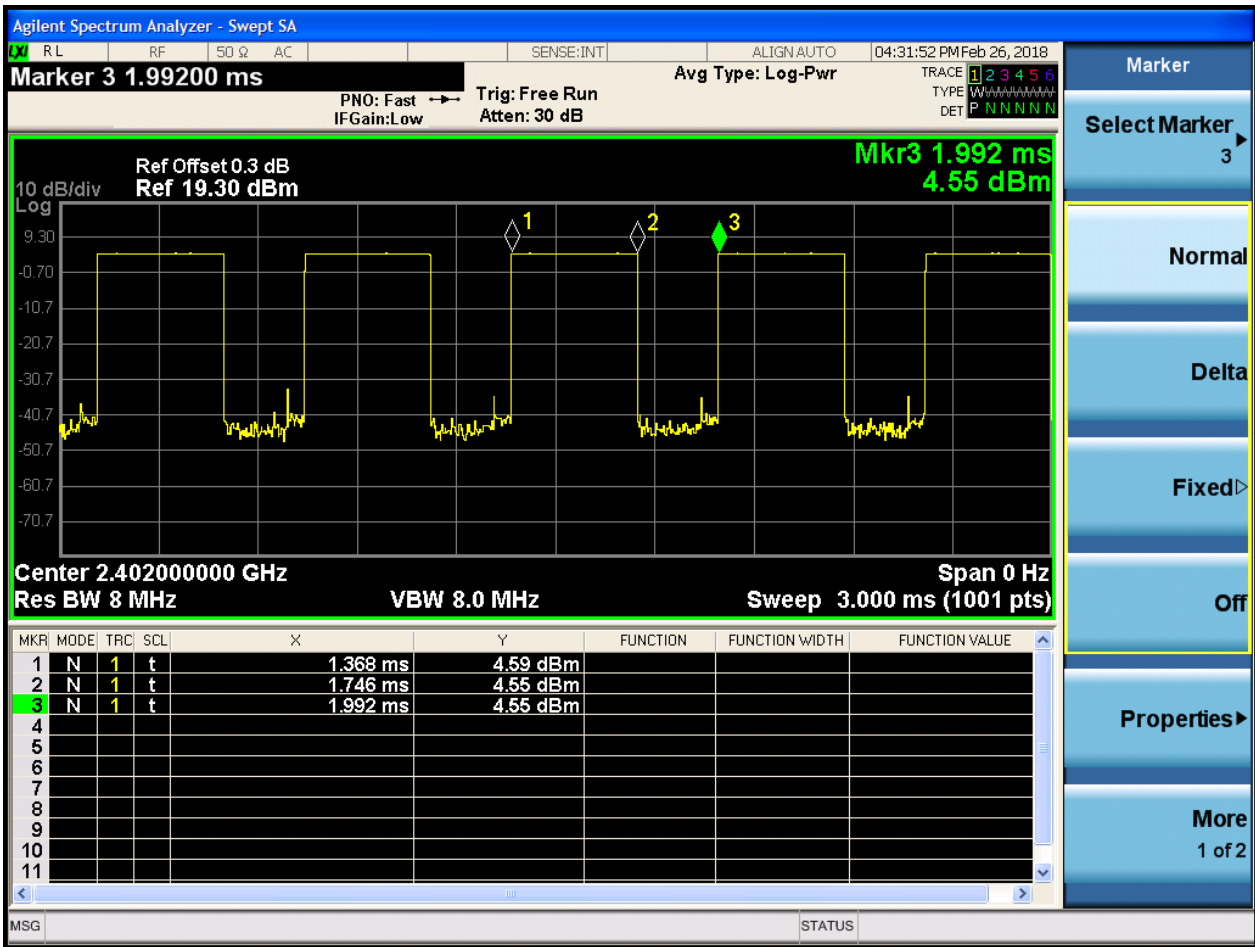 Agilent Spectrum Analyzer - Swept SA
LXI RL RF 50 Ω AC SENSE:INT ALIGN AUTO 04:31:52 PM Feb 26, 2018
Marker 3 1.99200 ms
PNO: Fast
IFGain:Low
Trig: Free Run
Atten: 30 dB
Avg Type: Log-Pwr
TRACE 1 2 3 4 5 6
TYPE WWWWWW
DET P N N N N N
Mkr3 1.992 ms
4.55 dBm
Ref Offset 0.3 dB
10 dB/div Ref 19.30 dBm
Log
1 2 3
9.30
-0.70
-10.7
-20.7
-30.7
-40.7
-50.7
-60.7
-70.7
Center 2.402000000 GHz Span 0 Hz
Res BW 8 MHz VBW 8.0 MHz Sweep 3.000 ms (1001 pts)
MKR MODE TRC SCL X Y FUNCTION FUNCTION WIDTH FUNCTION VALUE
1 N 1 t 1.368 ms 4.59 dBm
2 N 1 t 1.746 ms 4.55 dBm
3 N 1 t 1.992 ms 4.55 dBm
4
5
6
7
8
9
10
11
MSG STATUS
Marker
Select Marker
3
Normal
Delta
Fixed
Off
Properties
More
1 of 2